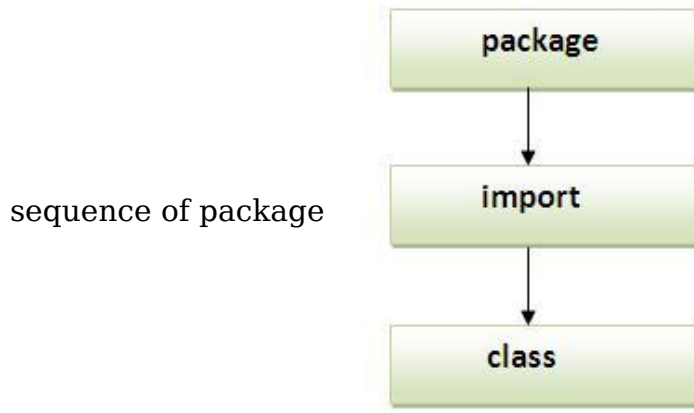 package
import
sequence of package
class